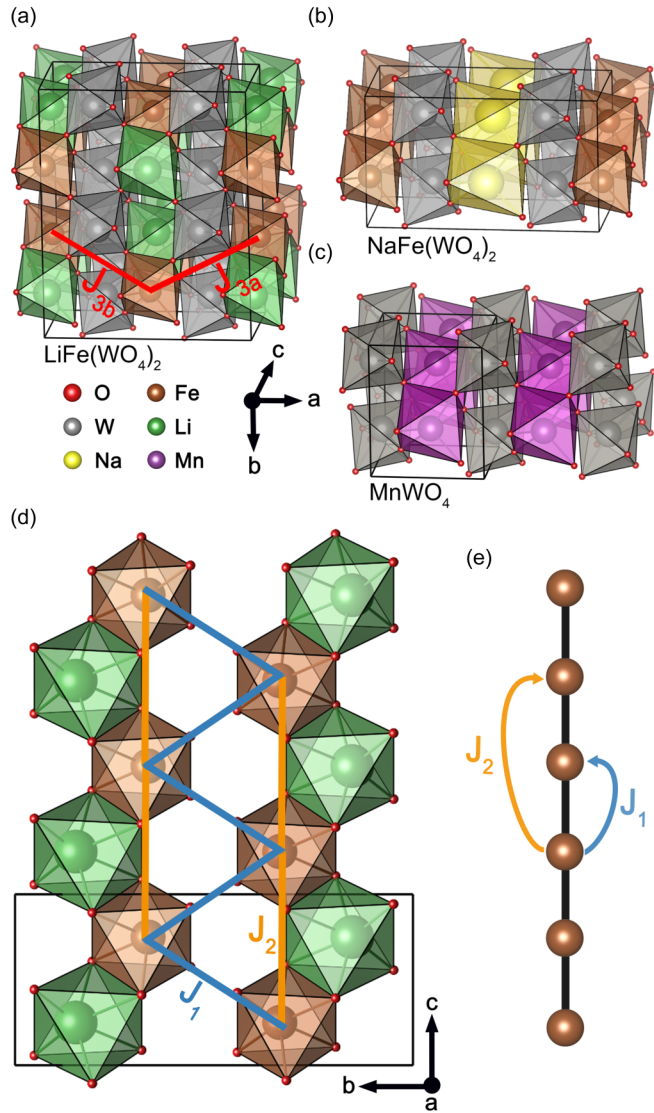 (a)
(b)
J3b
J3a
LiFe(WO4)2
NaFe(WO4)2
(c)
O
Fe
W
Li
Na
Mn
c
a
b
MnWO4
(d)
(e)
J2
J1
J2
J1
c
b
a